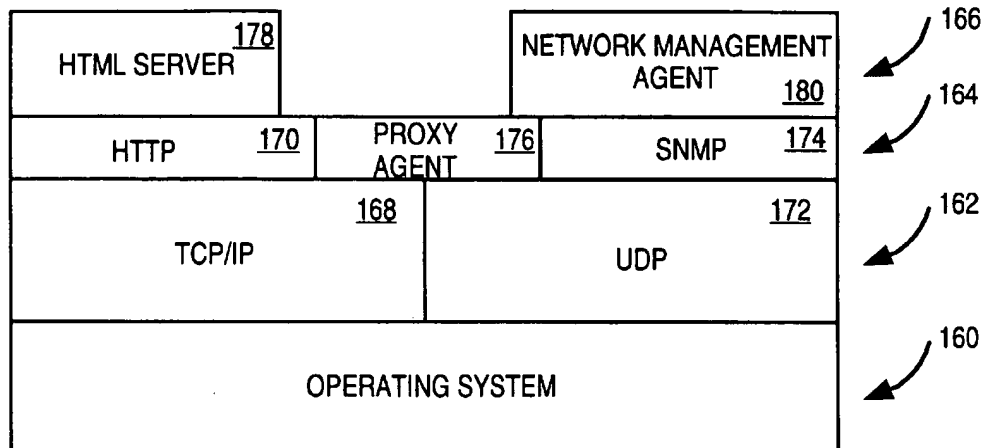 178
HTML SERVER
NETWORK MANAGEMENT
AGENT
180
166
164
HTTP 170
PROXY
AGENT 176
SNMP 174
168
TCP/IP
172
UDP
162
OPERATING SYSTEM
160